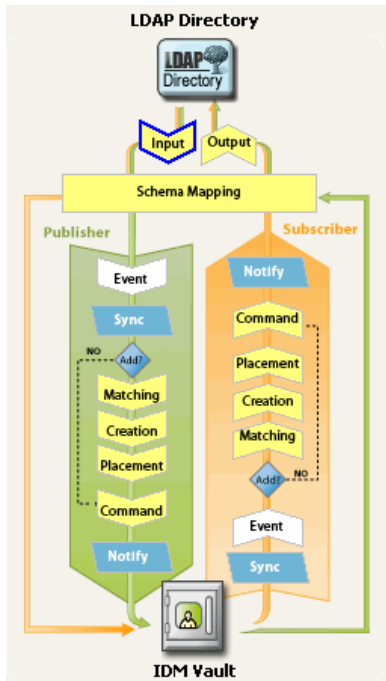 LDAP Directory
LDAP
Directory
Input
Output
Schema Mapping
Publisher
Event
Sync
Add?
NO
Matching
Creation
Placement
Command
Notify
Subscriber
Notify
Command
Placement
Creation
Matching
Add?
NO
Event
Sync
IDM Vault